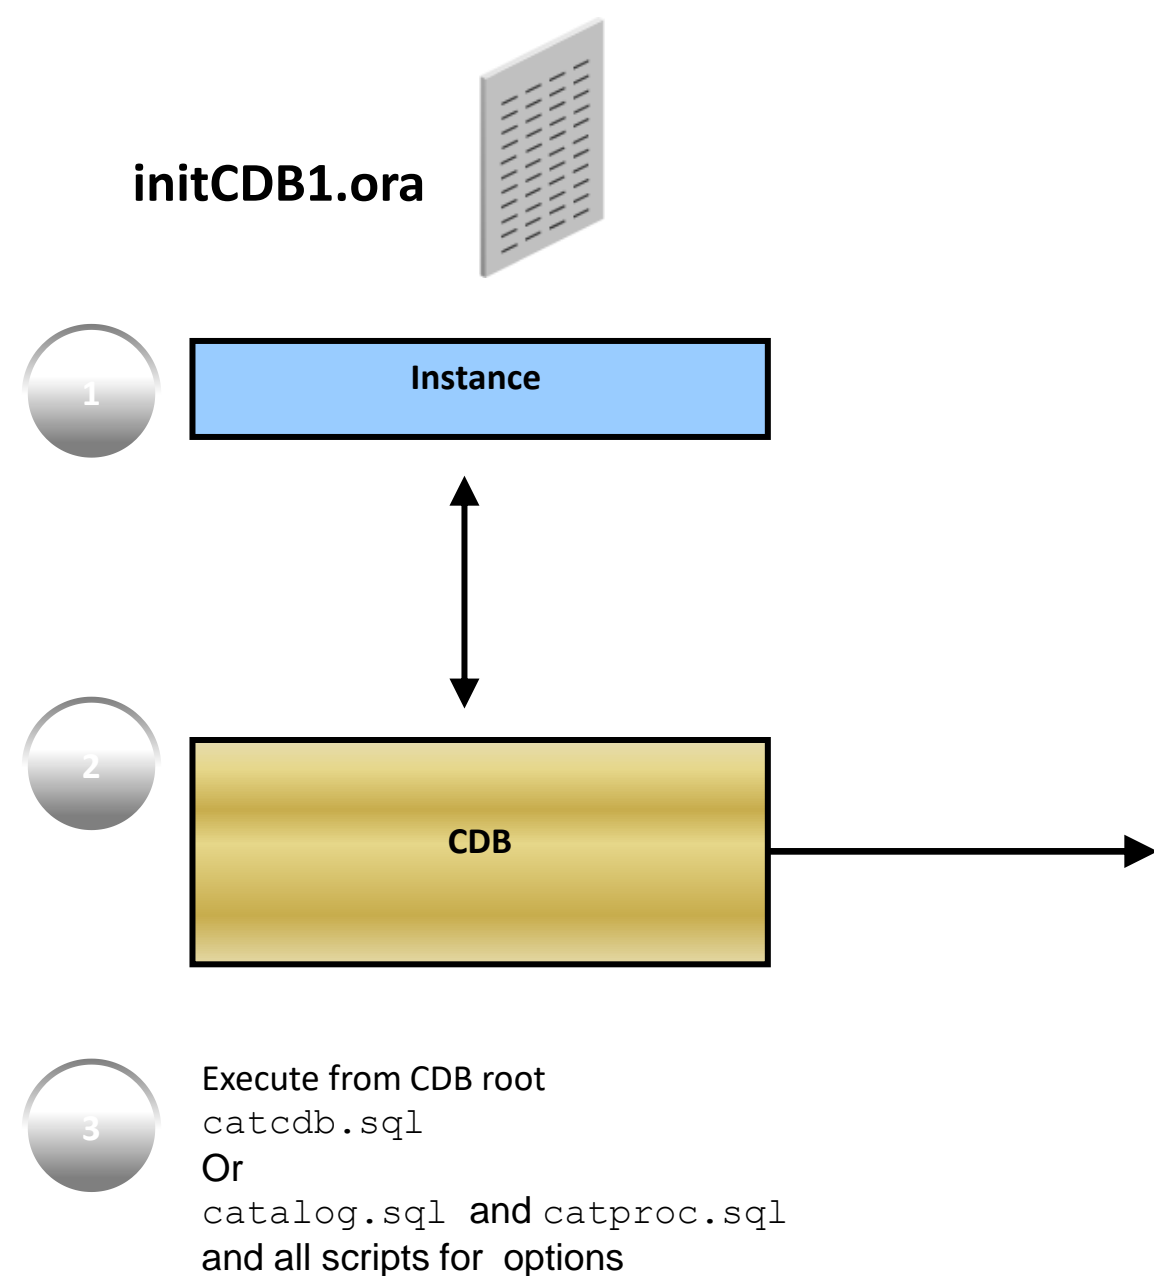 initCDB1.ora
1
Instance
2
CDB
3
Execute from CDB root
catcdb.sql
Or
catalog.sql and catproc.sql
and all scripts for options